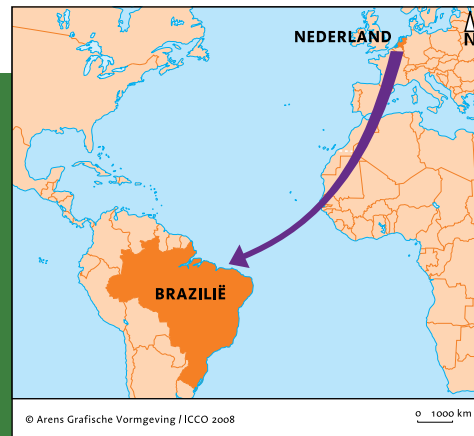 NEDERLAND
N
BRAZILIË
© Arens Grafische Vormgeving / ICCO 2008
0 1000 km